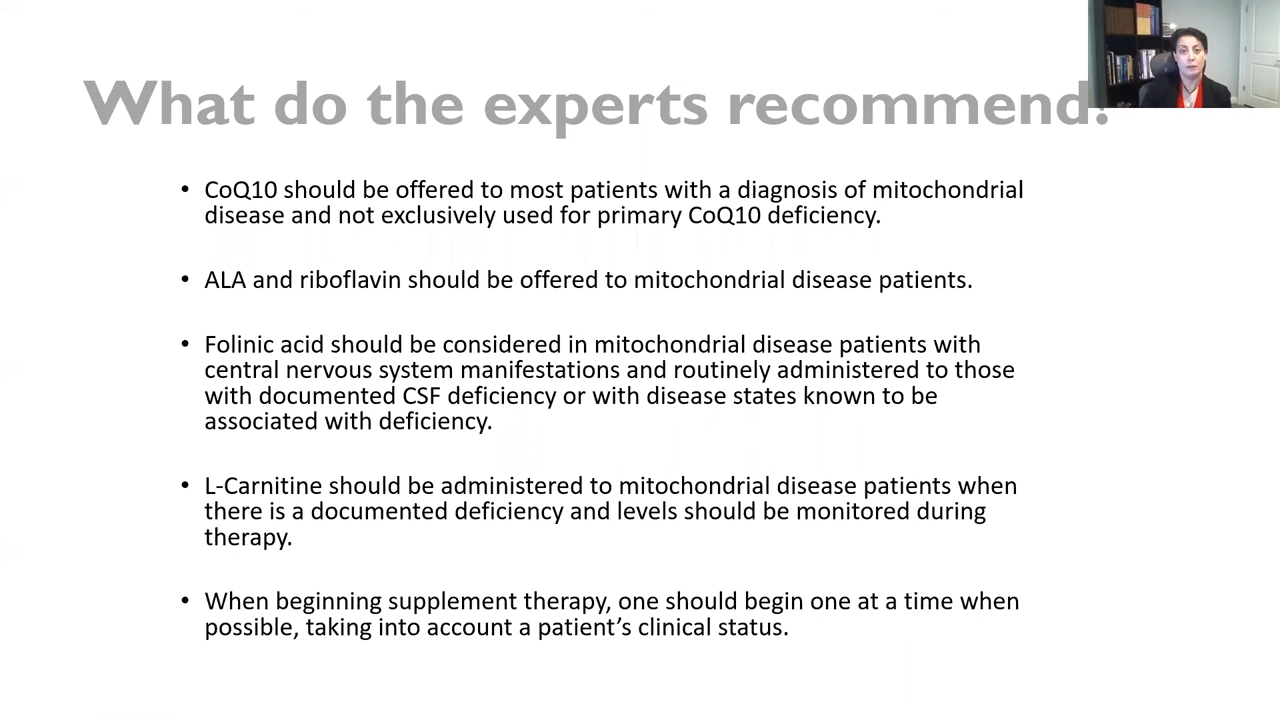 What do the experts recommend?
• CoQ10 should be offered to most patients with a diagnosis of mitochondrial
disease and not exclusively used for primary CoQ10 deficiency.
• ALA and riboflavin should be offered to mitochondrial disease patients.
• Folinic acid should be considered in mitochondrial disease patients with
central nervous system manifestations and routinely administered to those
with documented CSF deficiency or with disease states known to be
associated with deficiency.
• L-Carnitine should be administered to mitochondrial disease patients when
there is a documented deficiency and levels should be monitored during
therapy.
• When beginning supplement therapy, one should begin one at a time when
possible, taking into account a patient’s clinical status.